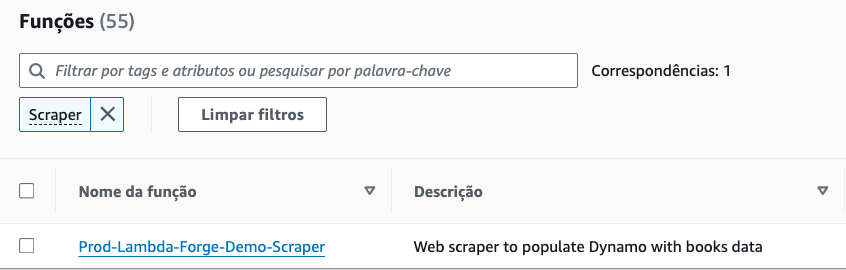 Funções (55)
Filtrar por tags e atributos ou pesquisar por palavra-chave
Correspondências: 1
Scraper
Limpar filtros
Nome da função
Descrição
Prod-Lambda-Forge-Demo-Scraper
Web scraper to populate Dynamo with books data